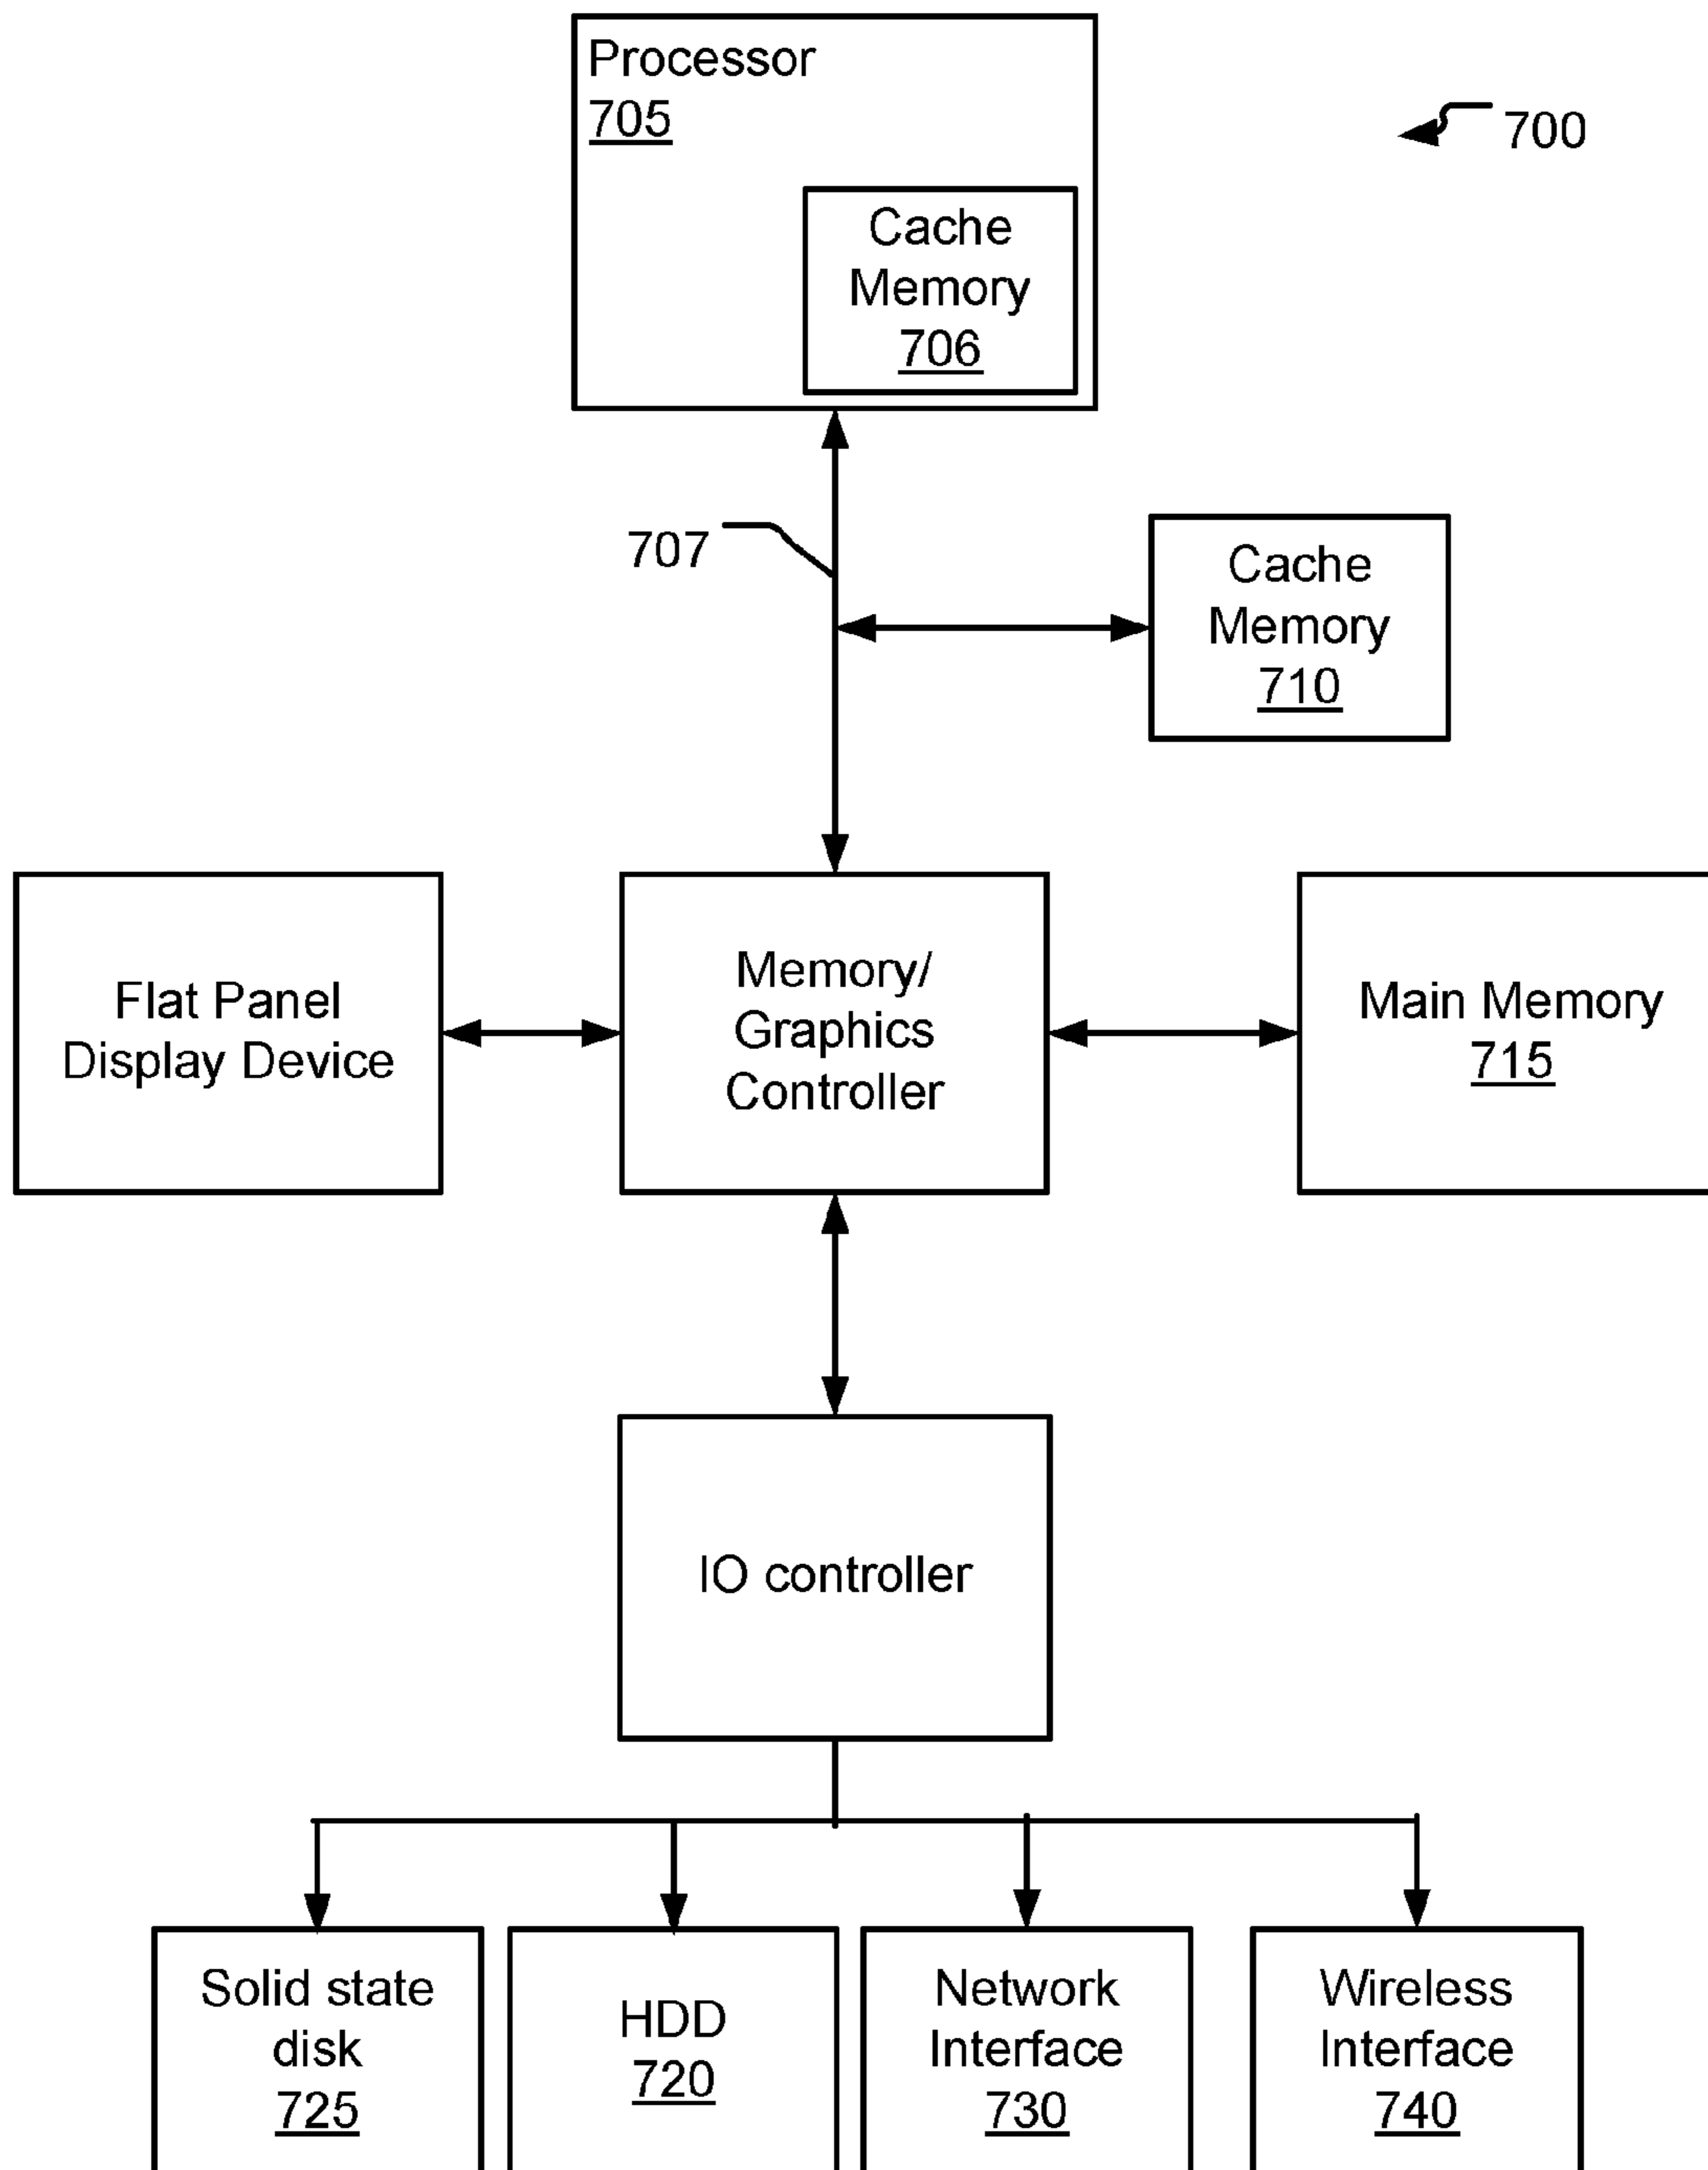 Processor
705
700
Cache
Memory
706
707
Cache
Memory
710
Flat Panel
Display Device
Memory/
Graphics
Controller
Main Memory
715
IO controller
Solid state
disk
725
HDD
720
Network
Interface
730
Wireless
Interface
740